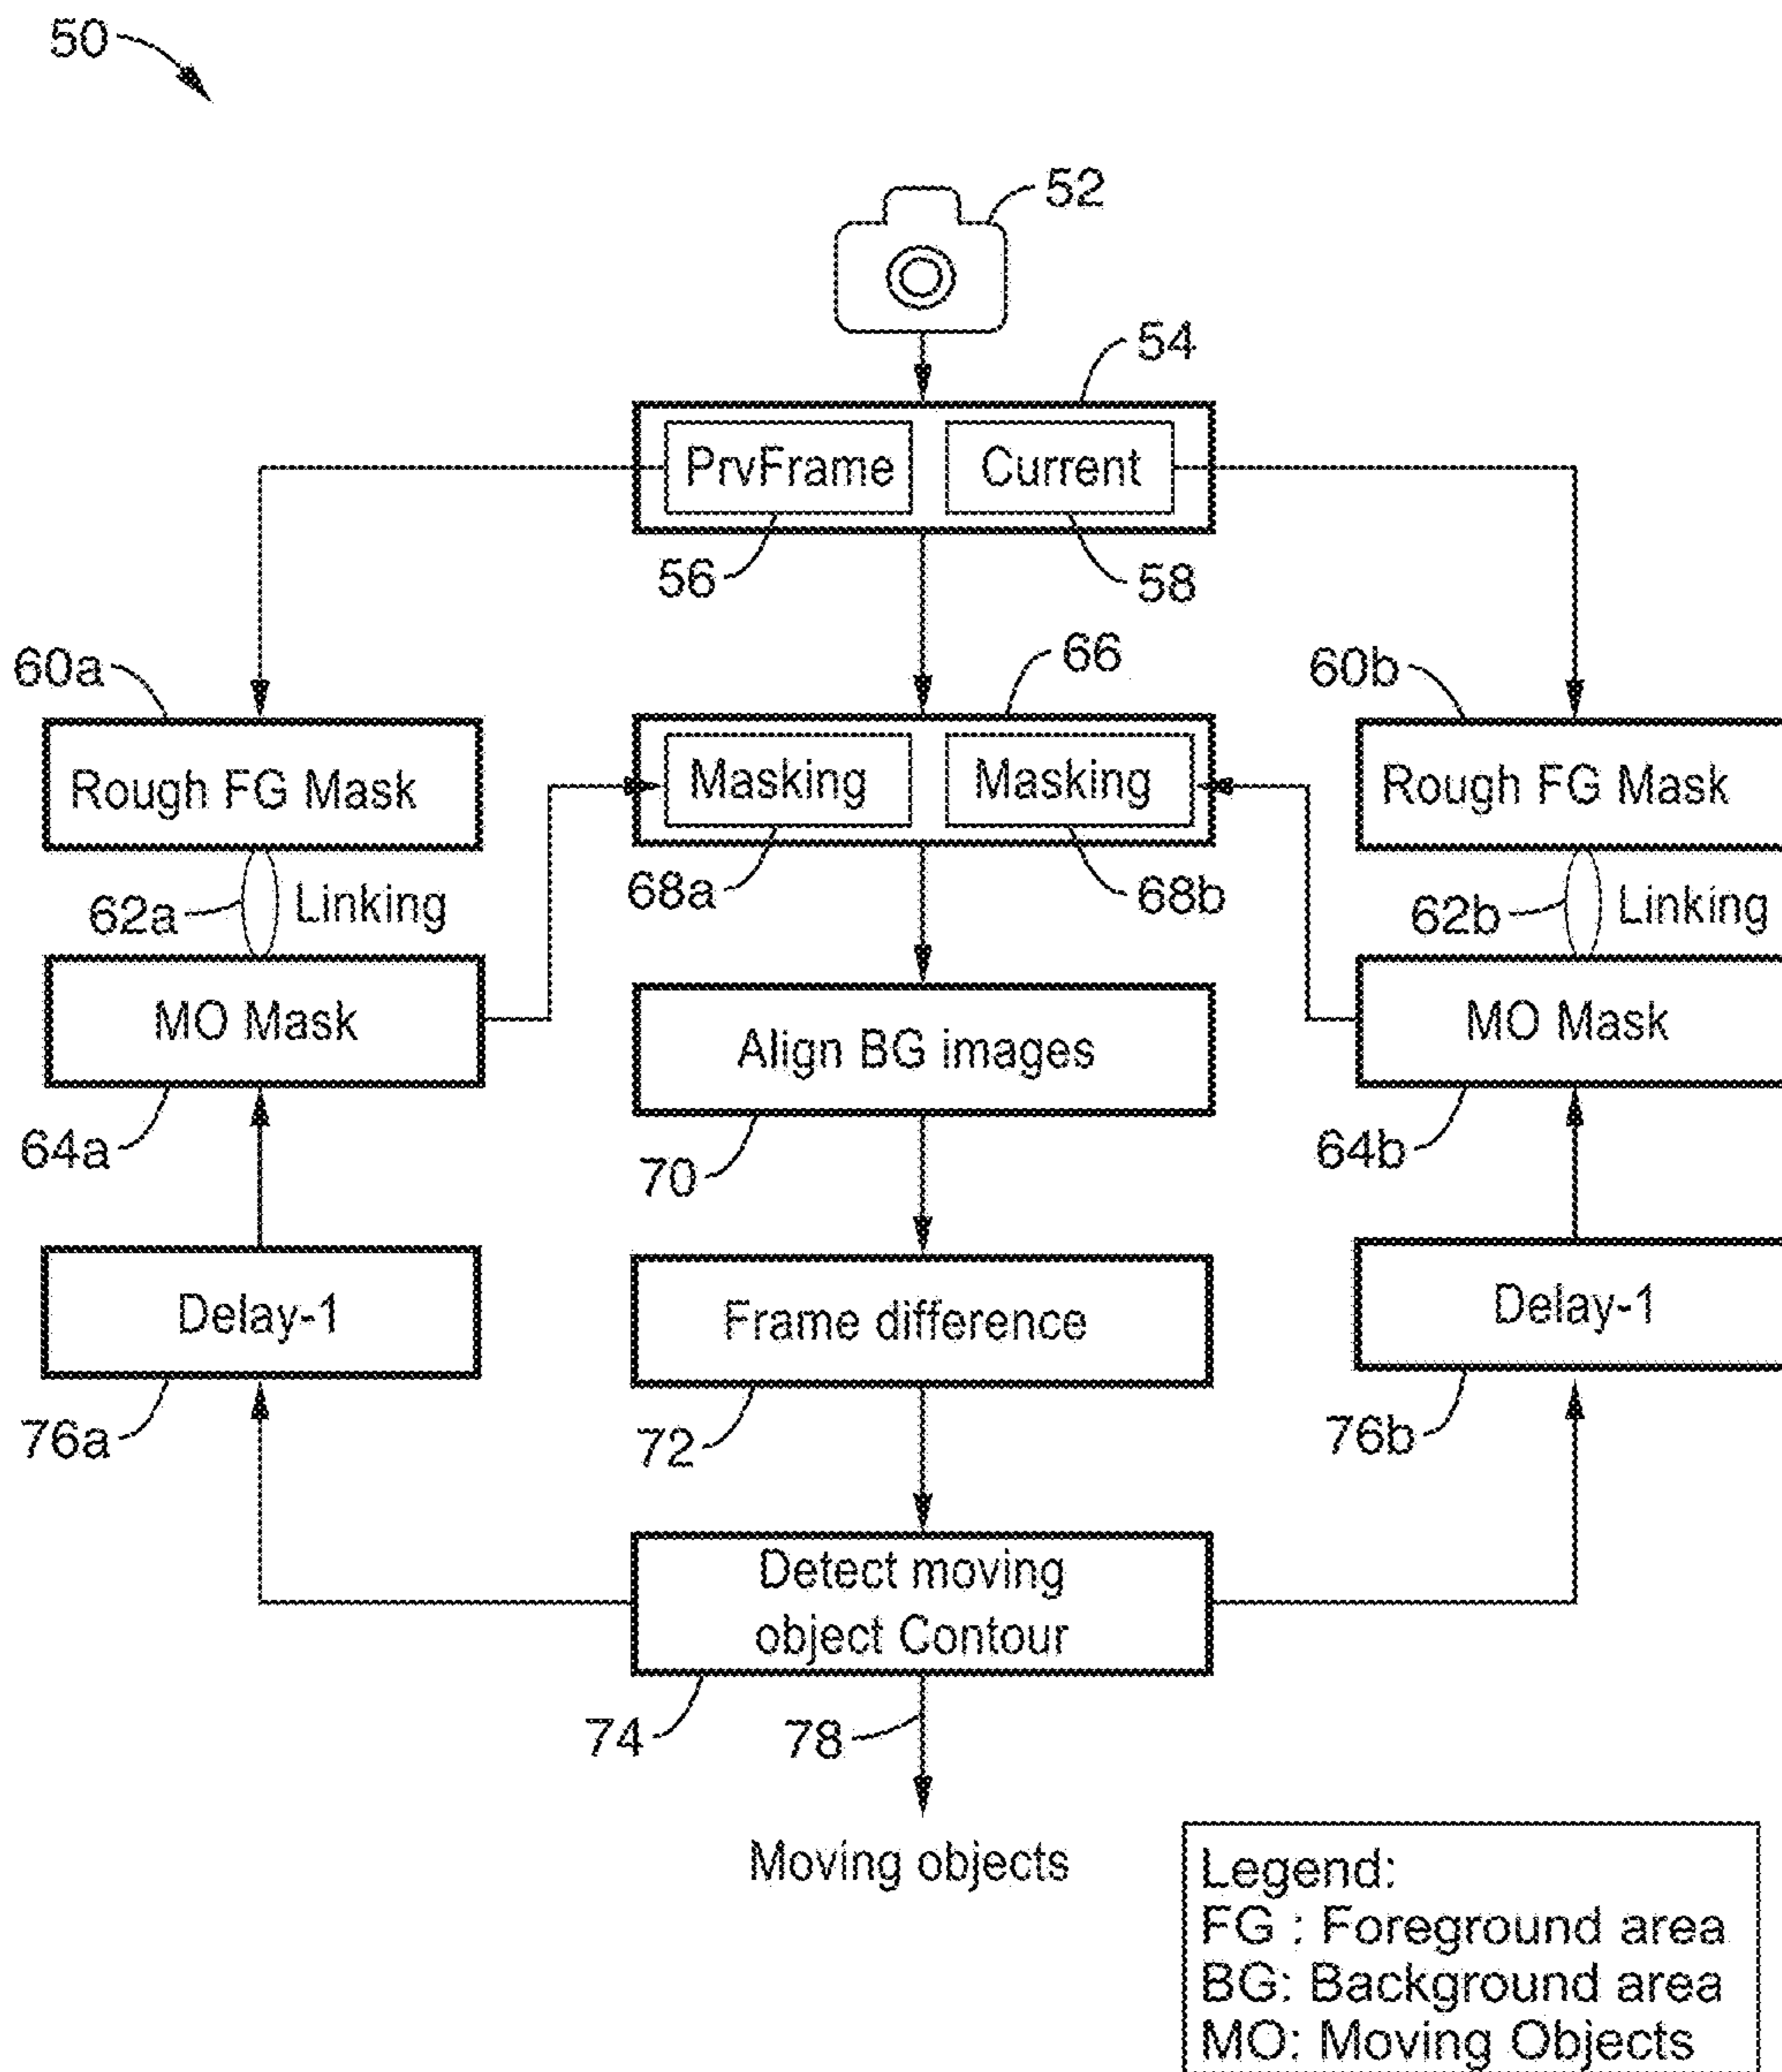 50
52
54
PrvFrame
Current
56
58
60a
66
60b
Rough FG Mask
Masking
Masking
Rough FG Mask
62a
Linking
68a
68b
62b
Linking
MO Mask
Align BG images
MO Mask
64a
70
64b
Delay-1
Frame difference
Delay-1
76a
72
76b
Detect moving
object Contour
74
78
Moving objects
Legend:
FG : Foreground area
BG: Background area
MO: Moving Objects